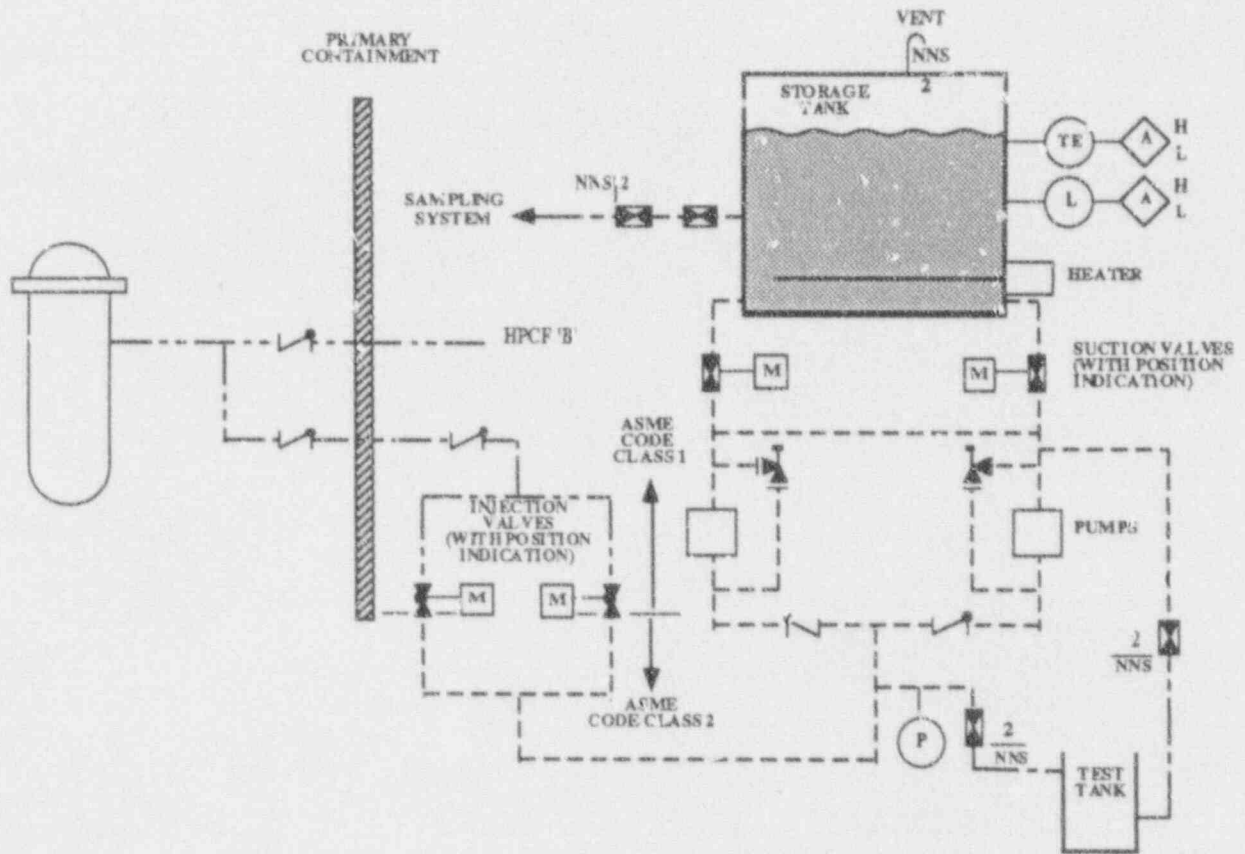 PRIMARY
CONTAINMENT
VENT
NNS
2
STORAGE
TANK
TE
A
H
L
L
A
H
L
NNS 2
SAMPLING
SYSTEM
HEATER
HPCF 'B'
M
M
SUCTION VALVES
(WITH POSITION
INDICATION)
ASME
CODE
CLASS 1
INJECTION
VALVES
(WITH POSITION
INDICATION)
PUMPS
M
M
2
NNS
ASME
CODE CLASS 2
P
2
NNS
TEST
TANK